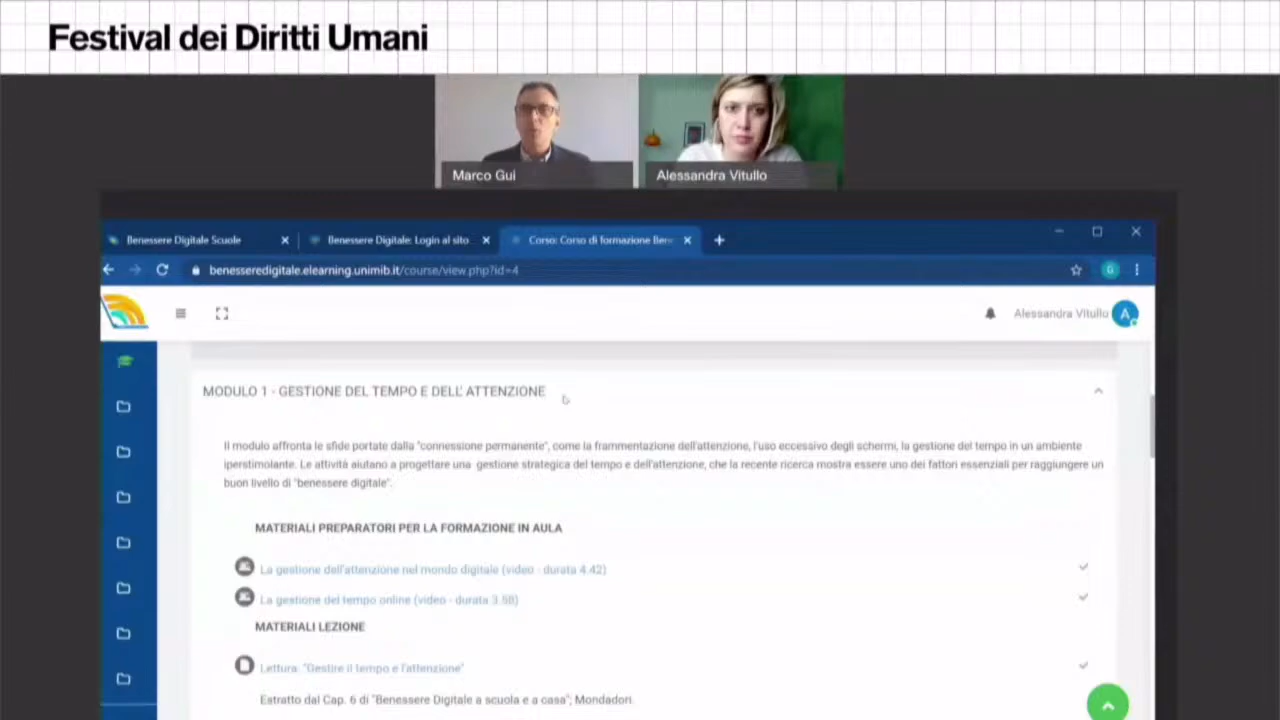 Festival dei Diritti Umani
Marco Gui
Alessandra Vitullo
Benessere Digitale Scuole
Benessere Digitale: Login al sito
Corso: Corso di formazione Ben
benesseredigitale.elearning.unimib.it/course/view.php?id=4
G
Alessandra Vitullo
A
MODULO 1 - GESTIONE DEL TEMPO E DELL' ATTENZIONE
Il modulo affronta le sfide portate dalla "connessione permanente", come la frammentazione dell'attenzione, l'uso eccessivo degli schermi, la gestione del tempo in un ambiente
iperstimolante. Le attività aiutano a progettare una gestione strategica del tempo e dell'attenzione, che la recente ricerca mostra essere uno dei fattori essenziali per raggiungere un
buon livello di "benessere digitale".
MATERIALI PREPARATORI PER LA FORMAZIONE IN AULA
La gestione dell'attenzione nel mondo digitale (video - durata 4.42)
La gestione del tempo online (video - durata 3.58)
MATERIALI LEZIONE
Lettura: "Gestire il tempo e l'attenzione"
Estratto dal Cap. 6 di "Benessere Digitale a scuola e a casa"; Mondadori.